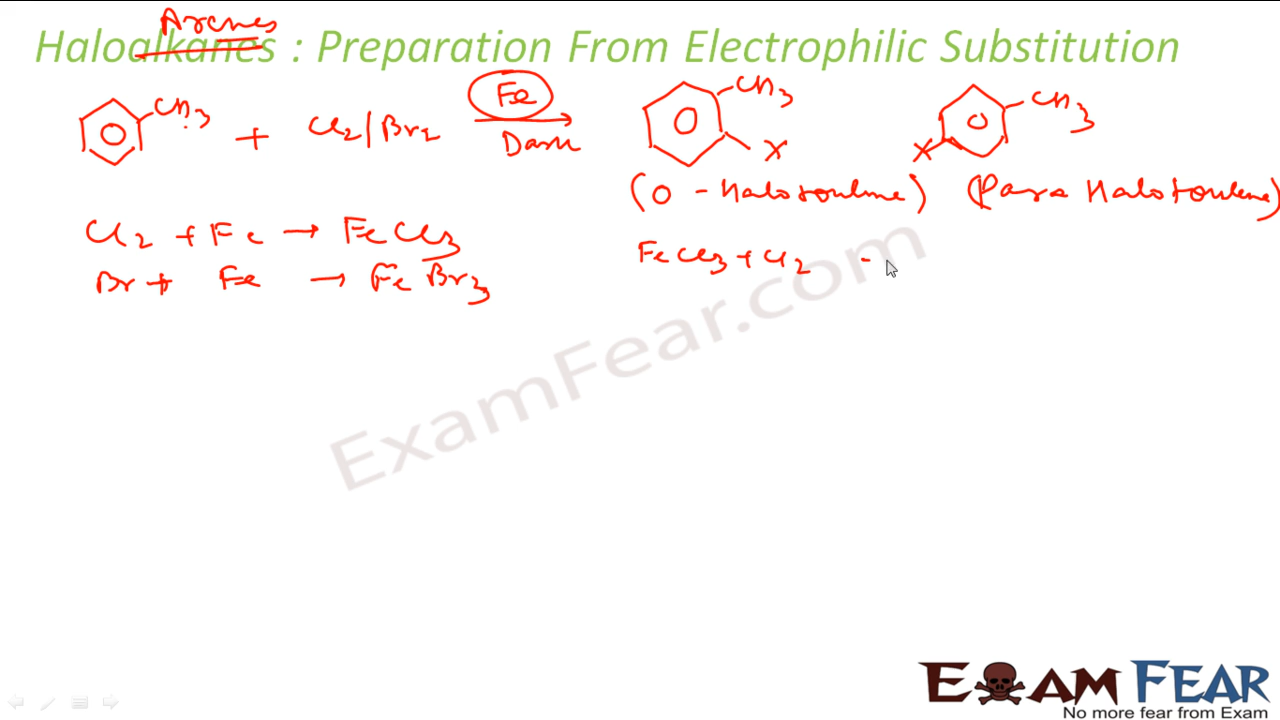 Arenes
Haloalkanes : Preparation From Electrophilic Substitution
CH3 + Cl2/Br2 Fe Dark CH3 X CH3 X
(O - Halotoulene) (Para Halotoulene)
Cl2 + Fe → FeCl3 FeCl3 + Cl2 -
Br + Fe → FeBr3
ExamFear.com
EXAM FEAR
No more fear from Exam